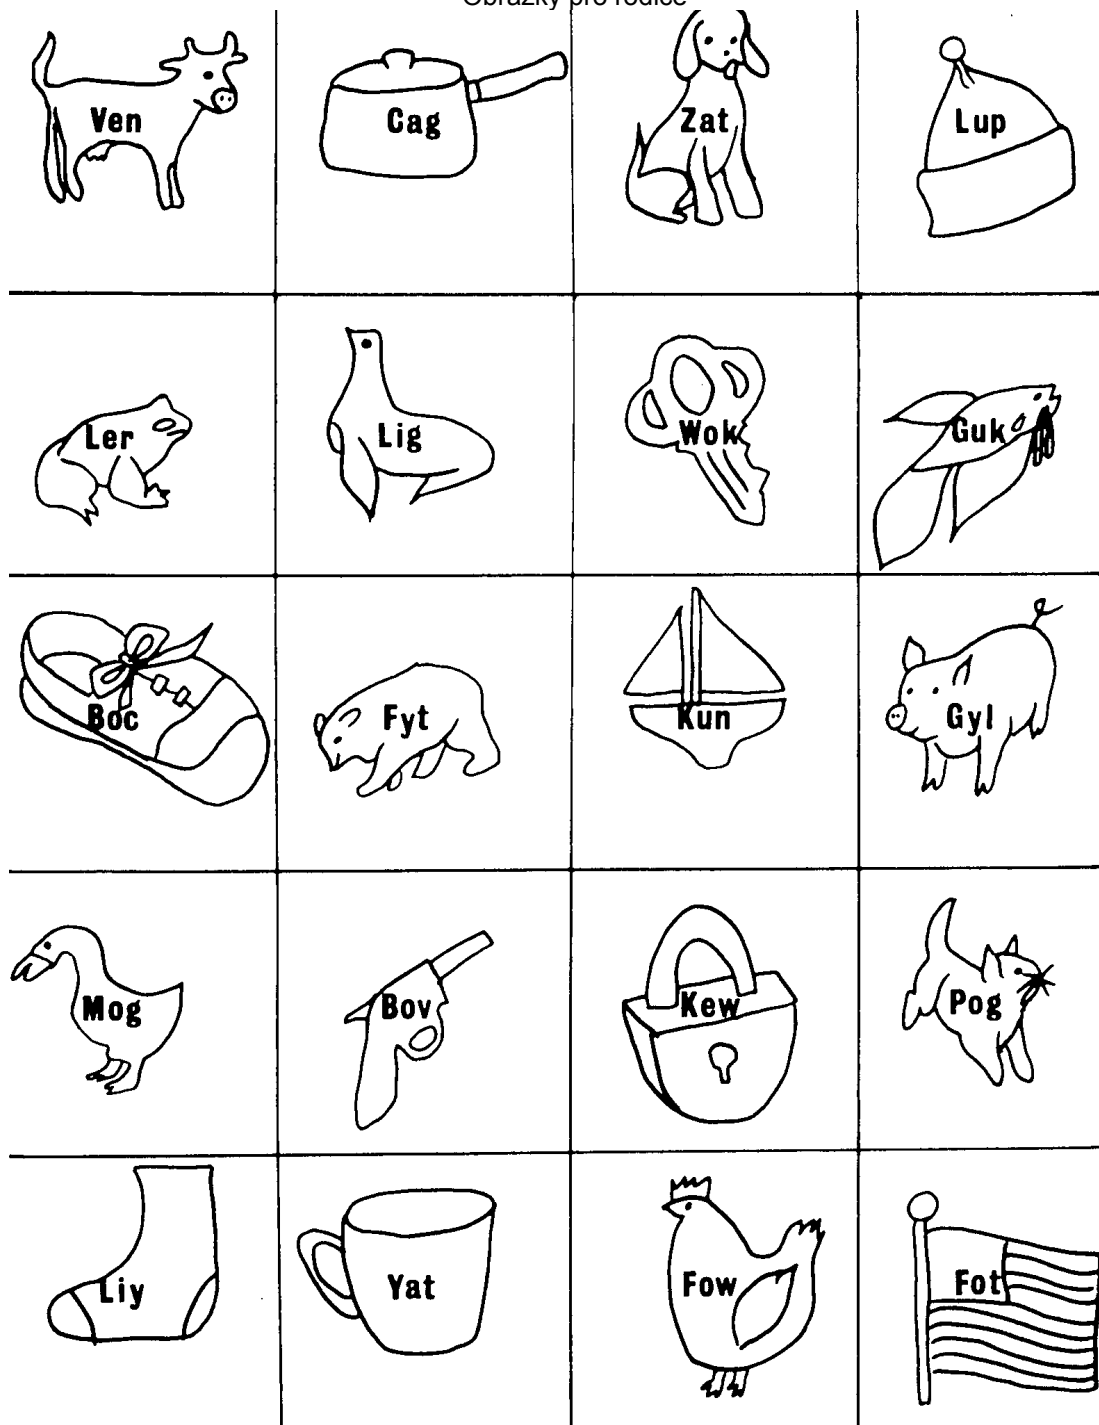 Obrázky pro rodiče
Ven
Cag
Zat
Lup
Ler
Lig
Wok
Guk
Boc
Fyt
Kun
Gyl
Mog
Bov
Kew
Pog
Liy
Yat
Fow
Fot